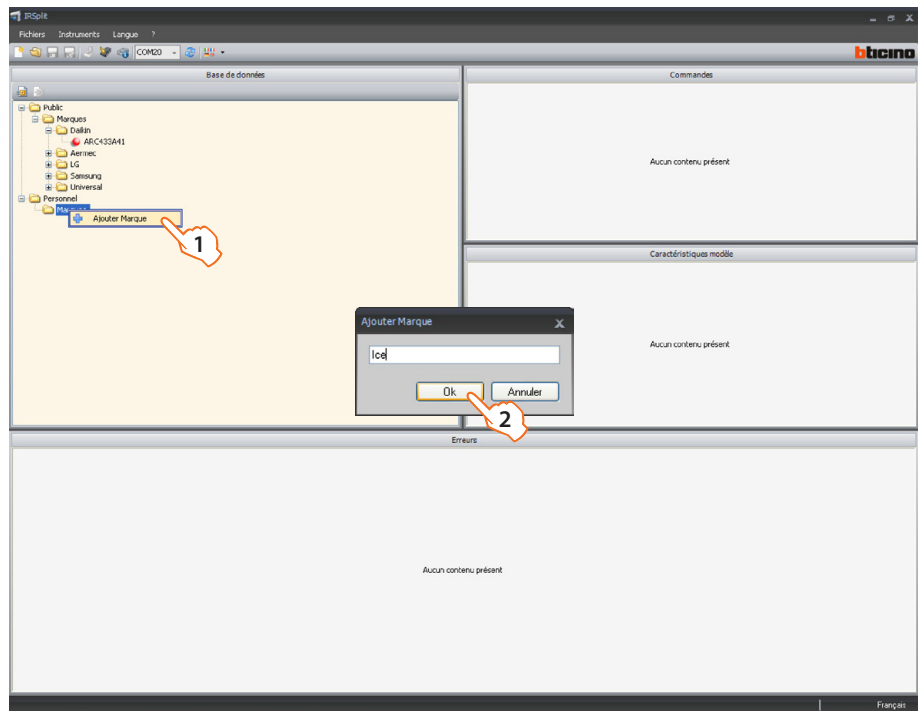 IRSplit
Fichiers Instruments Langue ?
COM20
bticino
Base de données
Commandes
Public
Marques
Daikin
ARC433A41
Aermec
LG
Samsung
Universal
Personnel
Ajouter Marque
1
Aucun contenu présent
Caractéristiques modèle
Aucun contenu présent
Ajouter Marque
Ice
Ok Annuler
2
Erreurs
Aucun contenu présent
Français